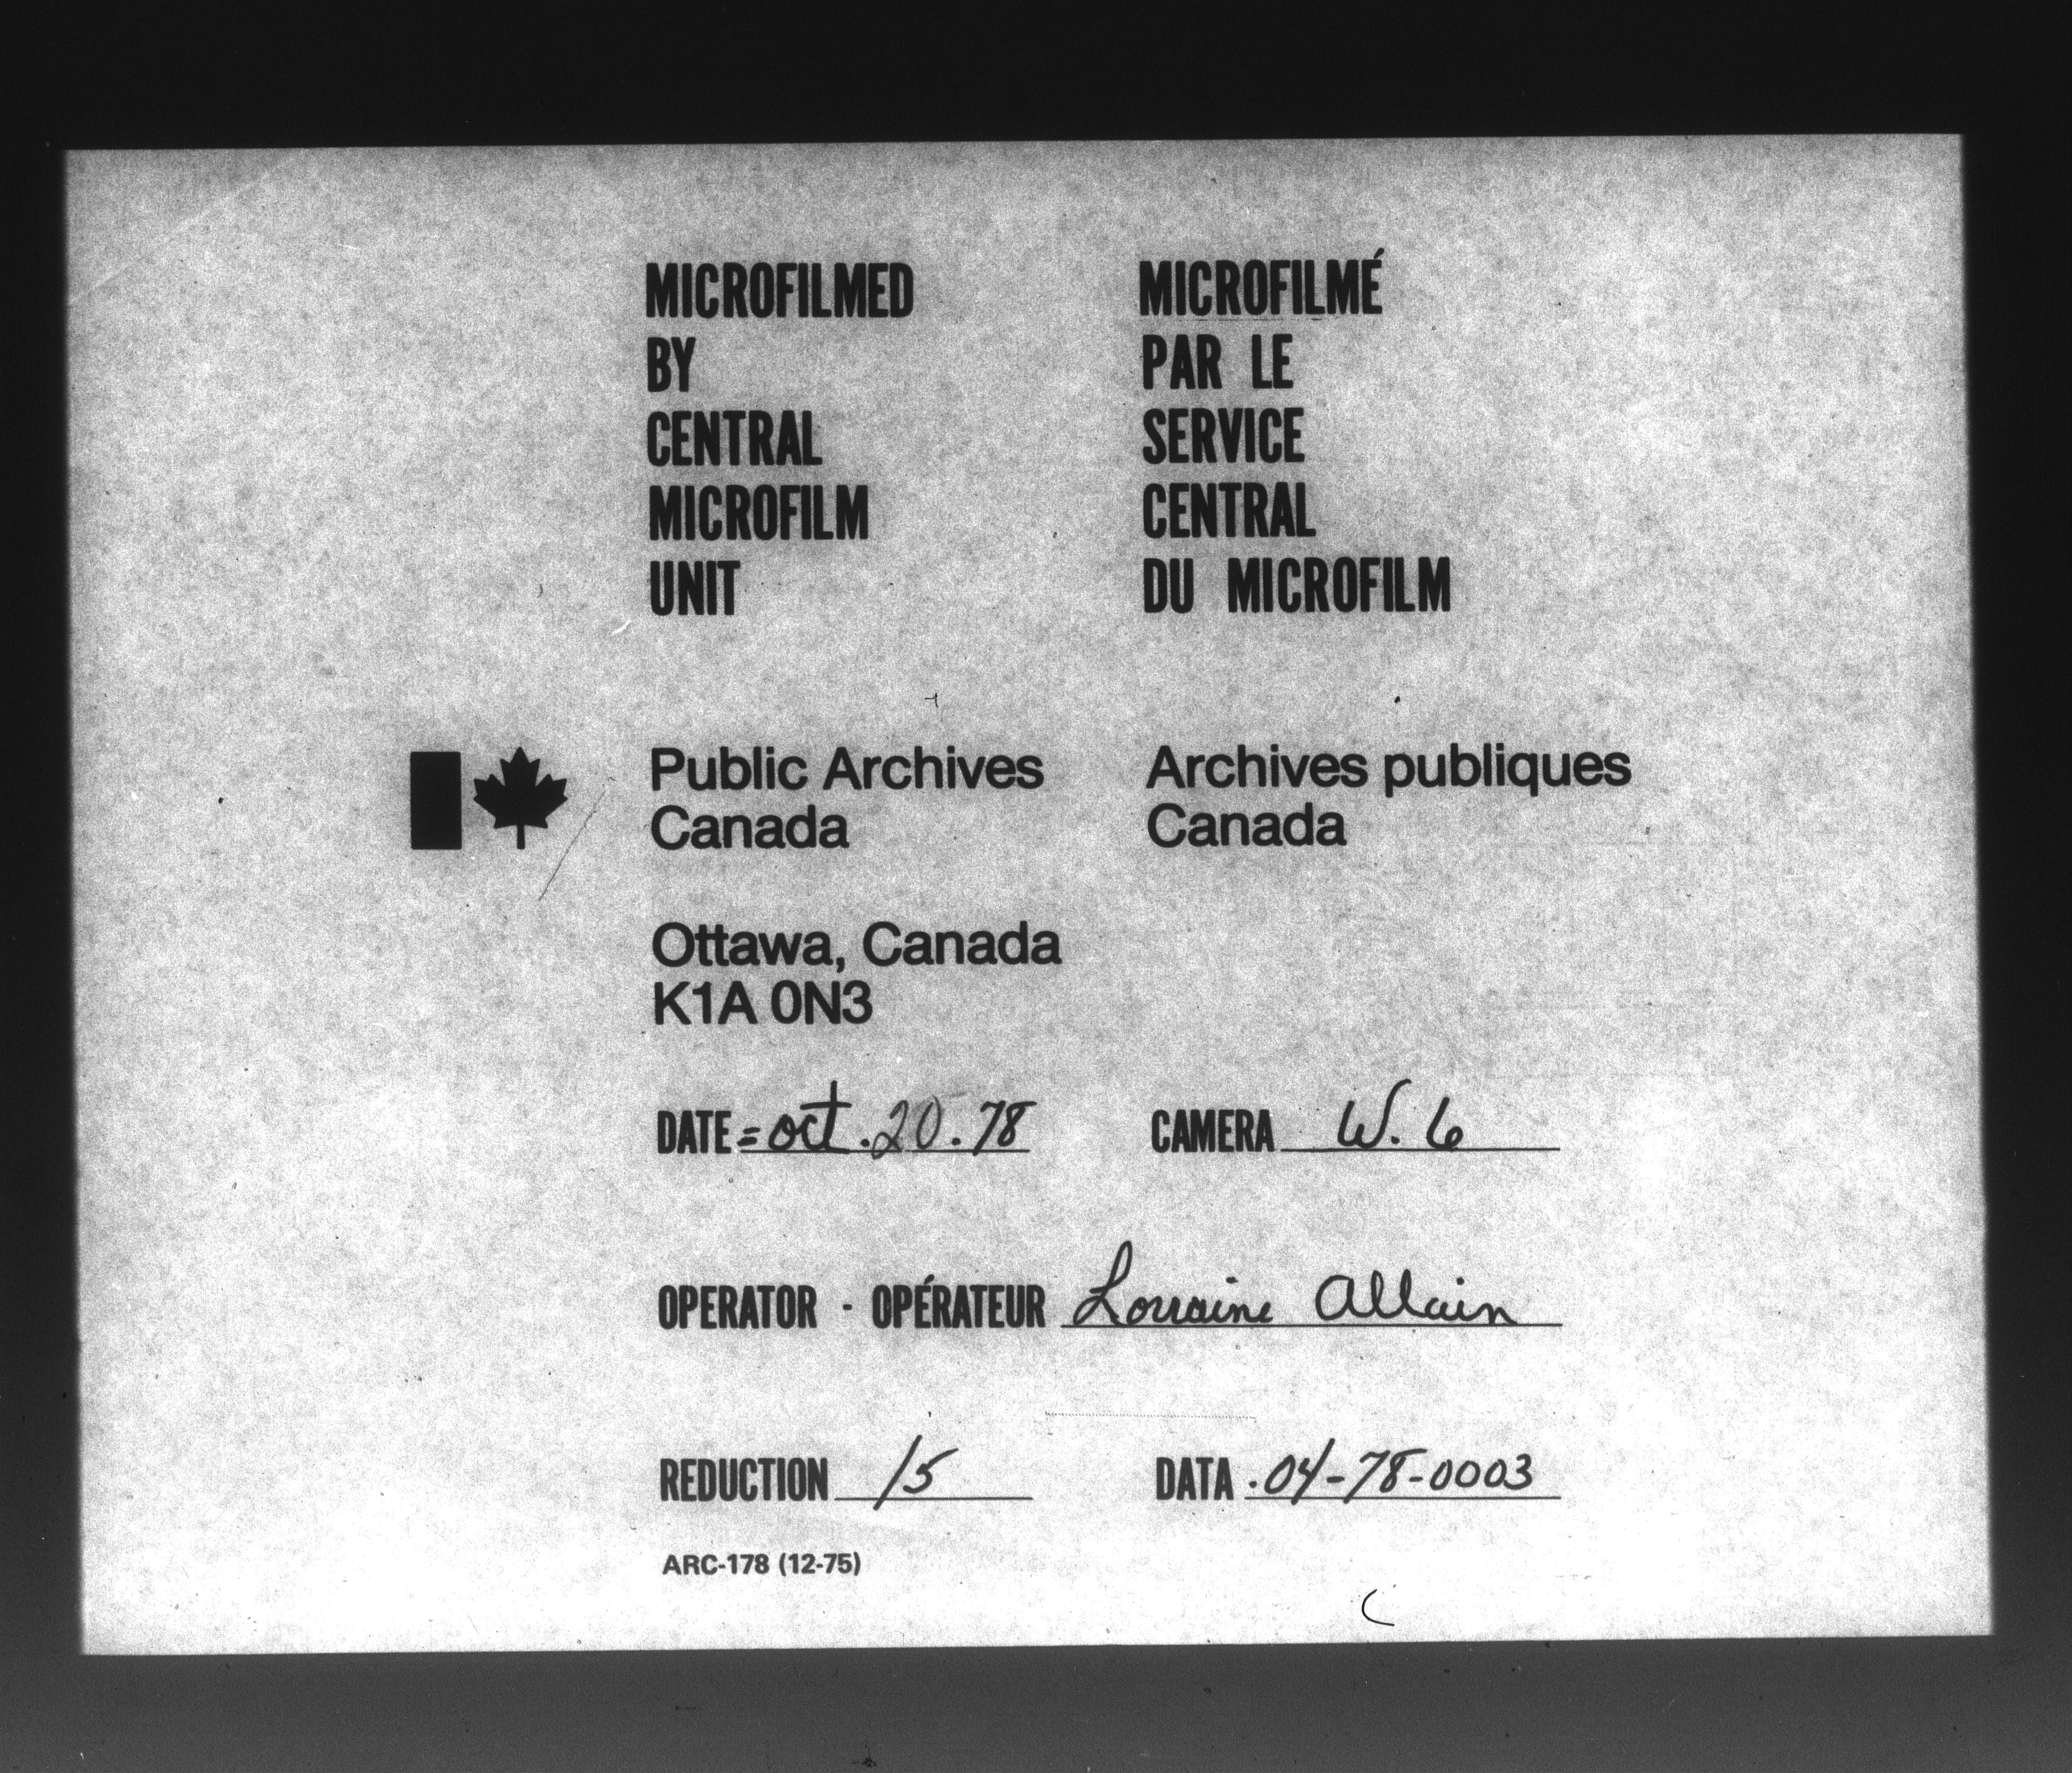 MICROFILMED
BY
CENTRAL
MICROFILM
UNIT
MICROFILMÉ
PAR LE
SERVICE
CENTRAL
DU MICROFILM
Public Archives
Canada
Archives publiques
Canada
Ottawa, Canada
K1A 0N3
DATE = oct. 20. 78
CAMERA W. 6
OPERATOR - OPÉRATEUR Lorraine Allain
REDUCTION 15
DATA .04-78-0003
ARC-178 (12-75)